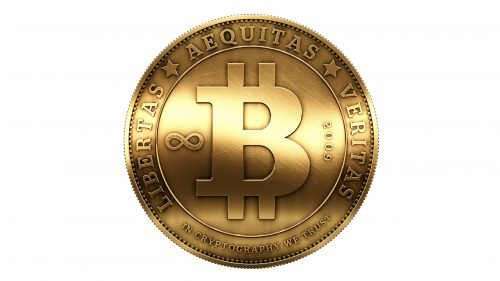 LIBERTAS ★ AEQUITAS ★ VERITAS
B
2009
IN CRYPTOGRAPHY WE TRUST